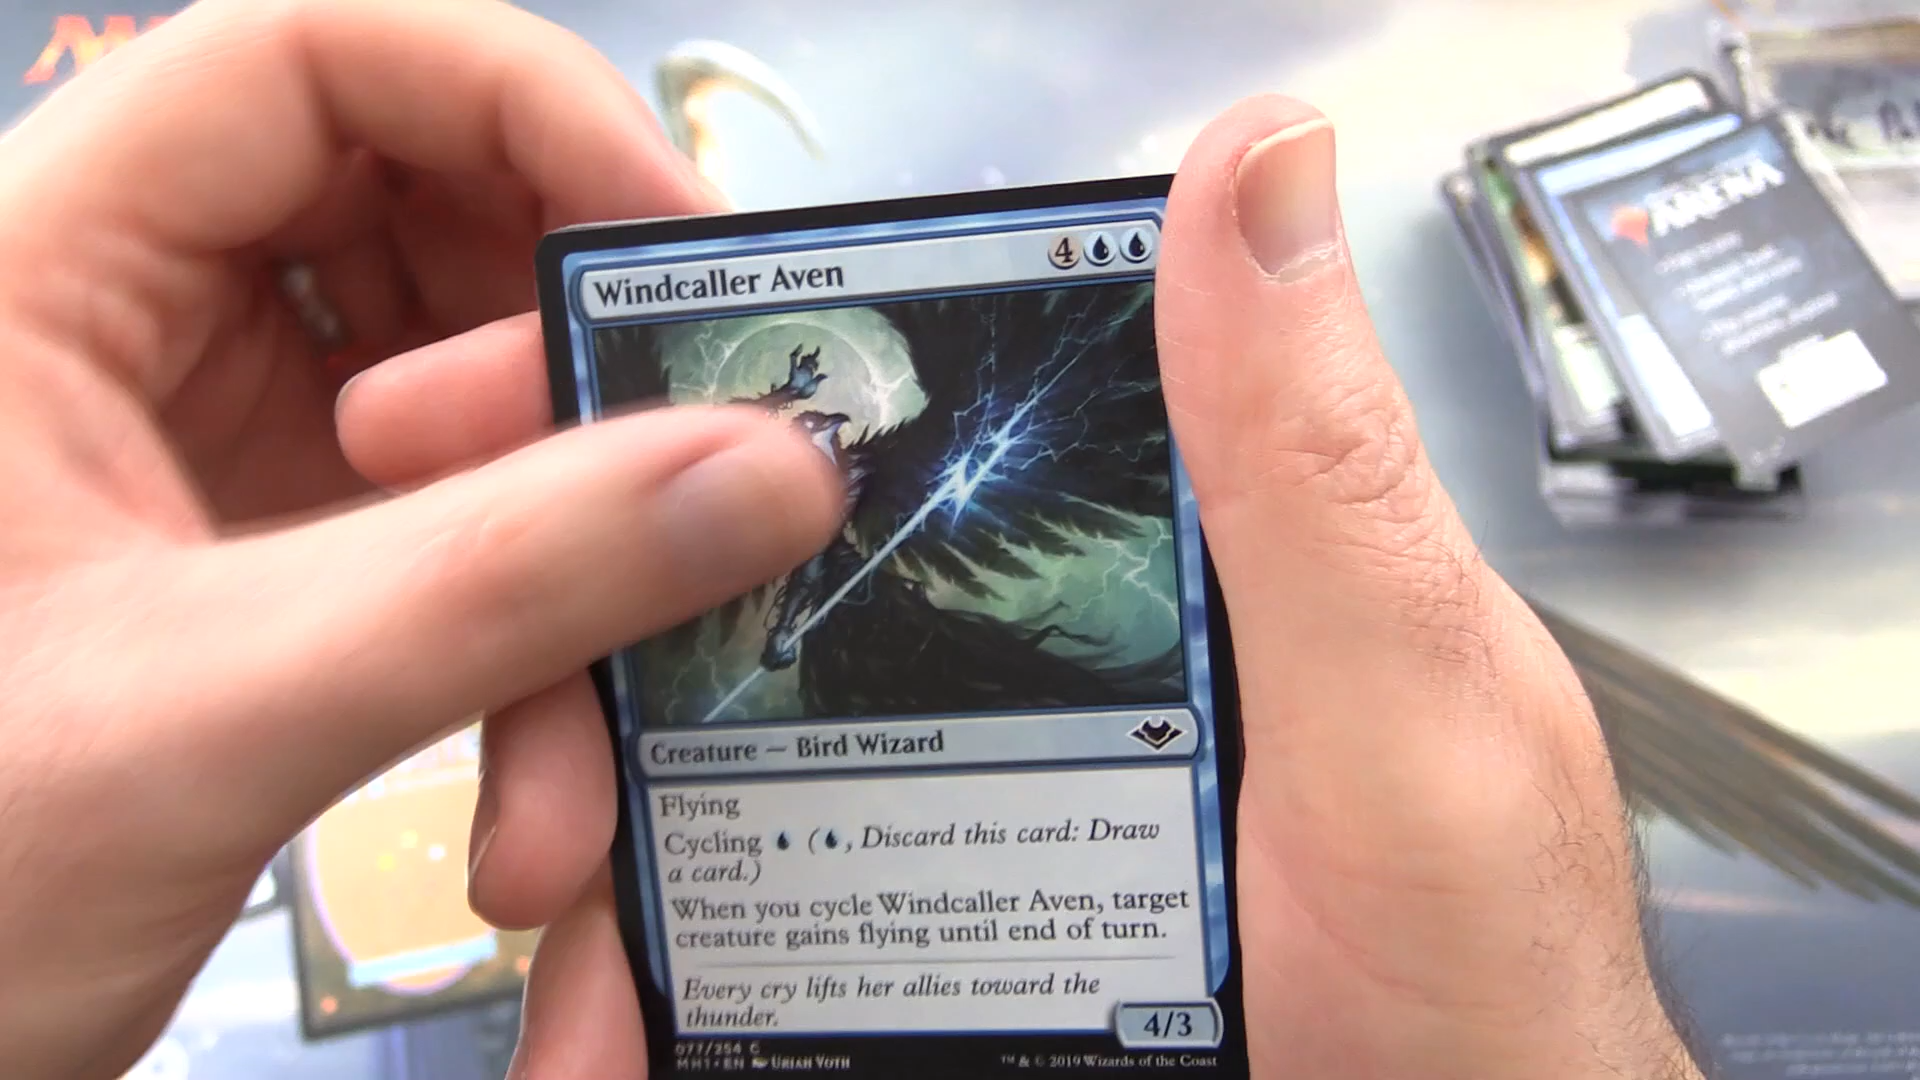 Windcaller Aven
4
Creature — Bird Wizard
Flying
Cycling (, Discard this card: Draw
a card.)
When you cycle Windcaller Aven, target
creature gains flying until end of turn.
Every cry lifts her allies toward the
thunder.
4/3
077/254 C
MH1 • EN Uriah Voth
™ & © 2019 Wizards of the Coast
ARENA